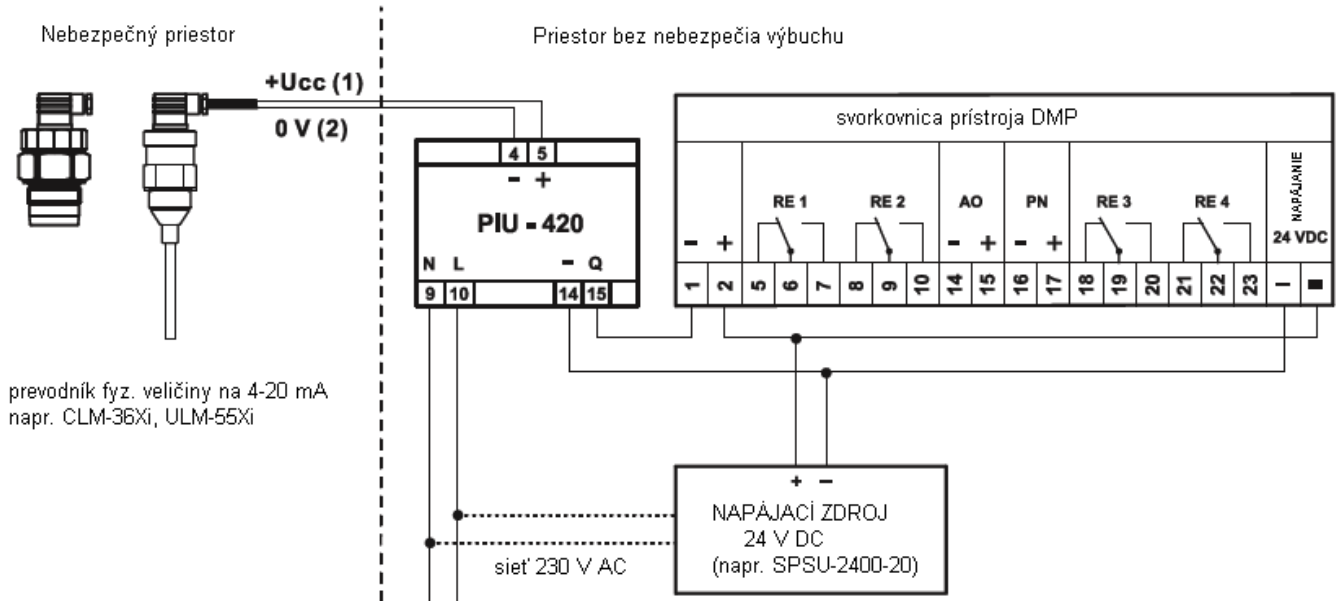 Nebezpečný priestor
Priestor bez nebezpečia výbuchu
+Ucc (1)
0 V (2)
4 5
- +
PIU - 420
N L - Q
9 10 14 15
svorkovnica prístroja DMP
RE 1 RE 2 AO PN RE 3 RE 4
NAPÁJANIE
24 VDC
- + - + - +
1 2 5 6 7 8 9 10 14 15 16 17 18 19 20 21 22 23 I II
prevodník fyz. veličiny na 4-20 mA
napr. CLM-36Xi, ULM-55Xi
+ -
NAPÁJACÍ ZDROJ
24 V DC
(napr. SPSU-2400-20)
sieť 230 V AC